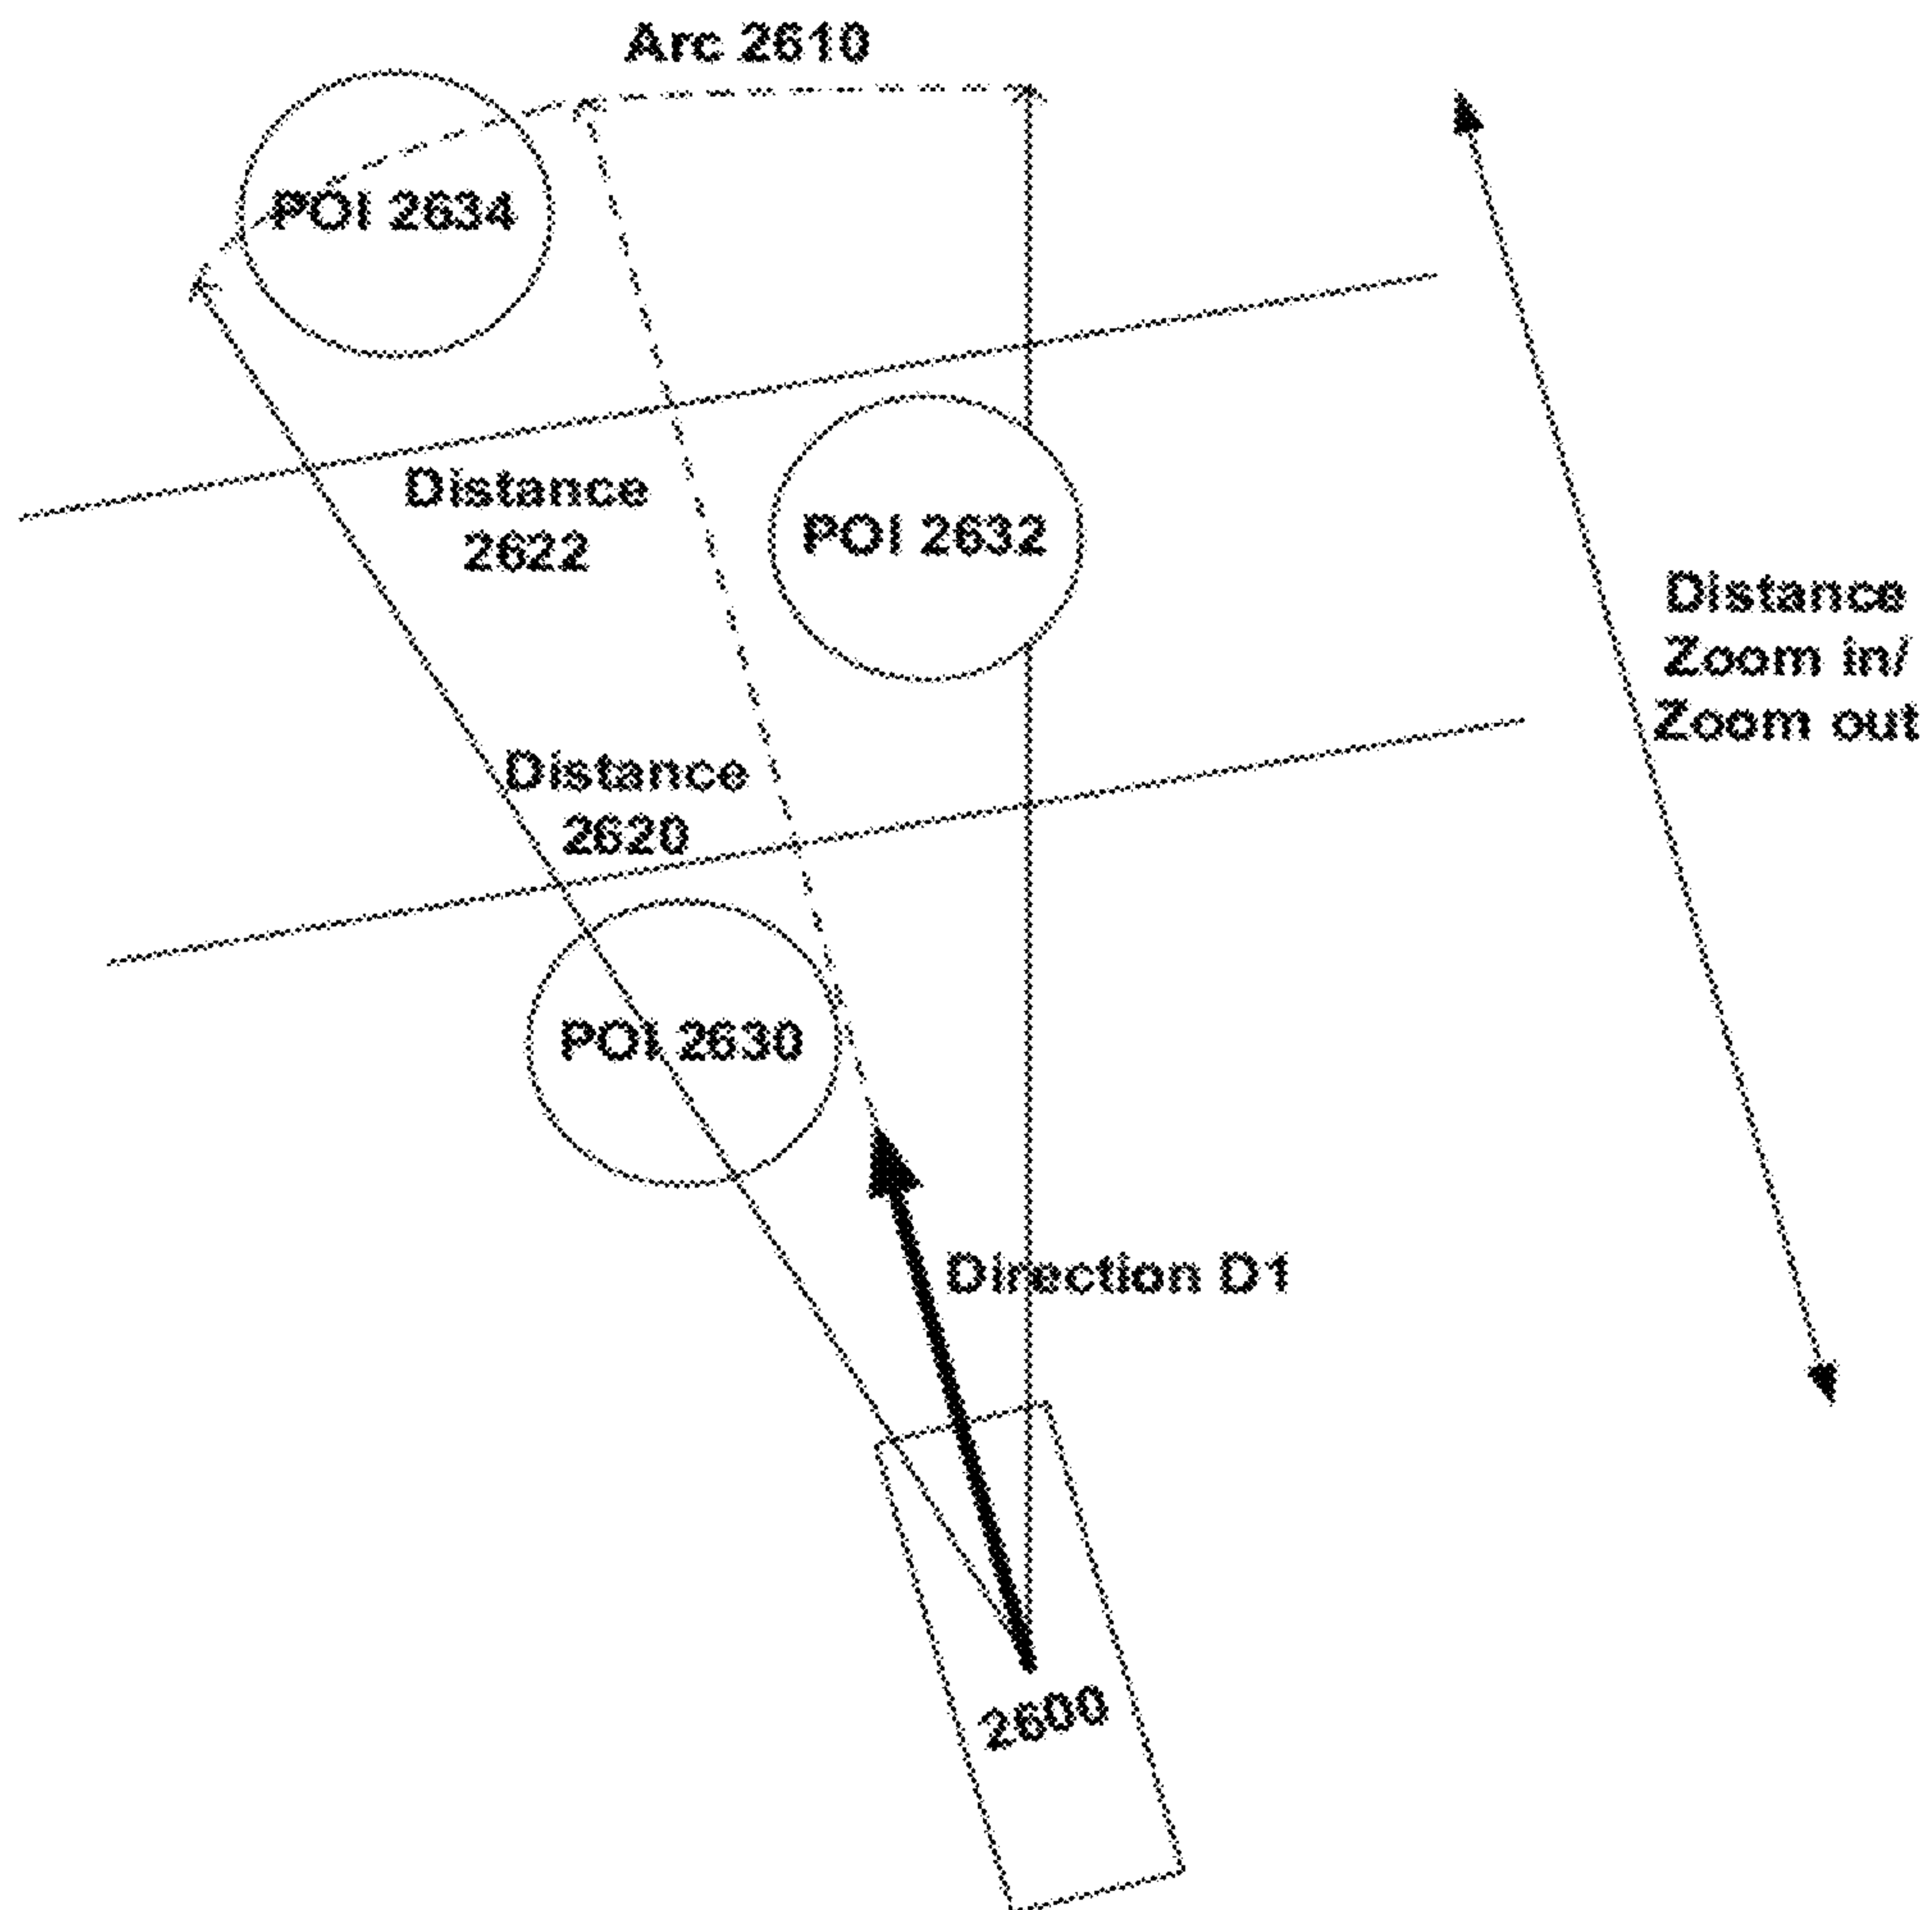 Arc 2610
POI 2634
Distance
2622
POI 2632
Distance
Zoom in/
Zoom out
Distance
2620
POI 2630
Direction D1
2600